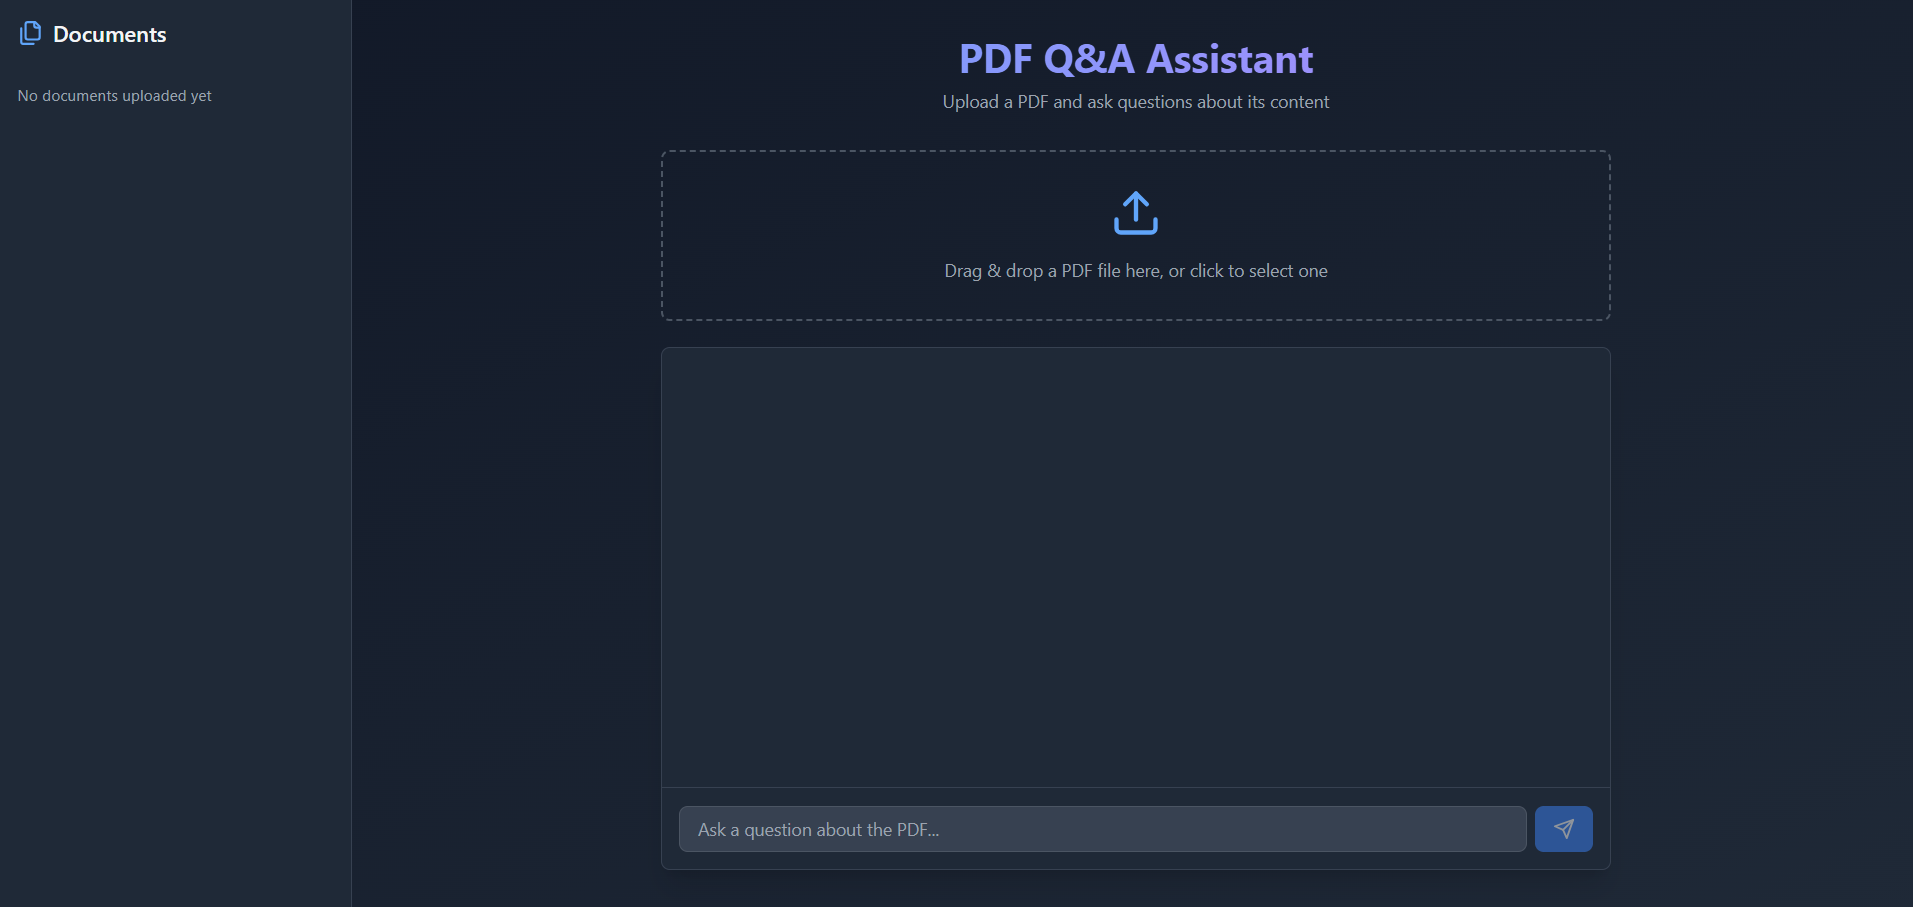 Documents
No documents uploaded yet
PDF Q&A Assistant
Upload a PDF and ask questions about its content
Drag & drop a PDF file here, or click to select one
Ask a question about the PDF...